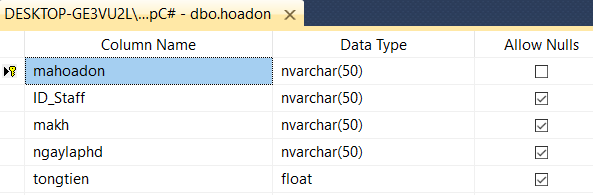 DESKTOP-GE3VU2L\...pC# - dbo.hoadon
Column Name Data Type Allow Nulls
mahoadon nvarchar(50)
ID_Staff nvarchar(50)
makh nvarchar(50)
ngaylaphd nvarchar(50)
tongtien float